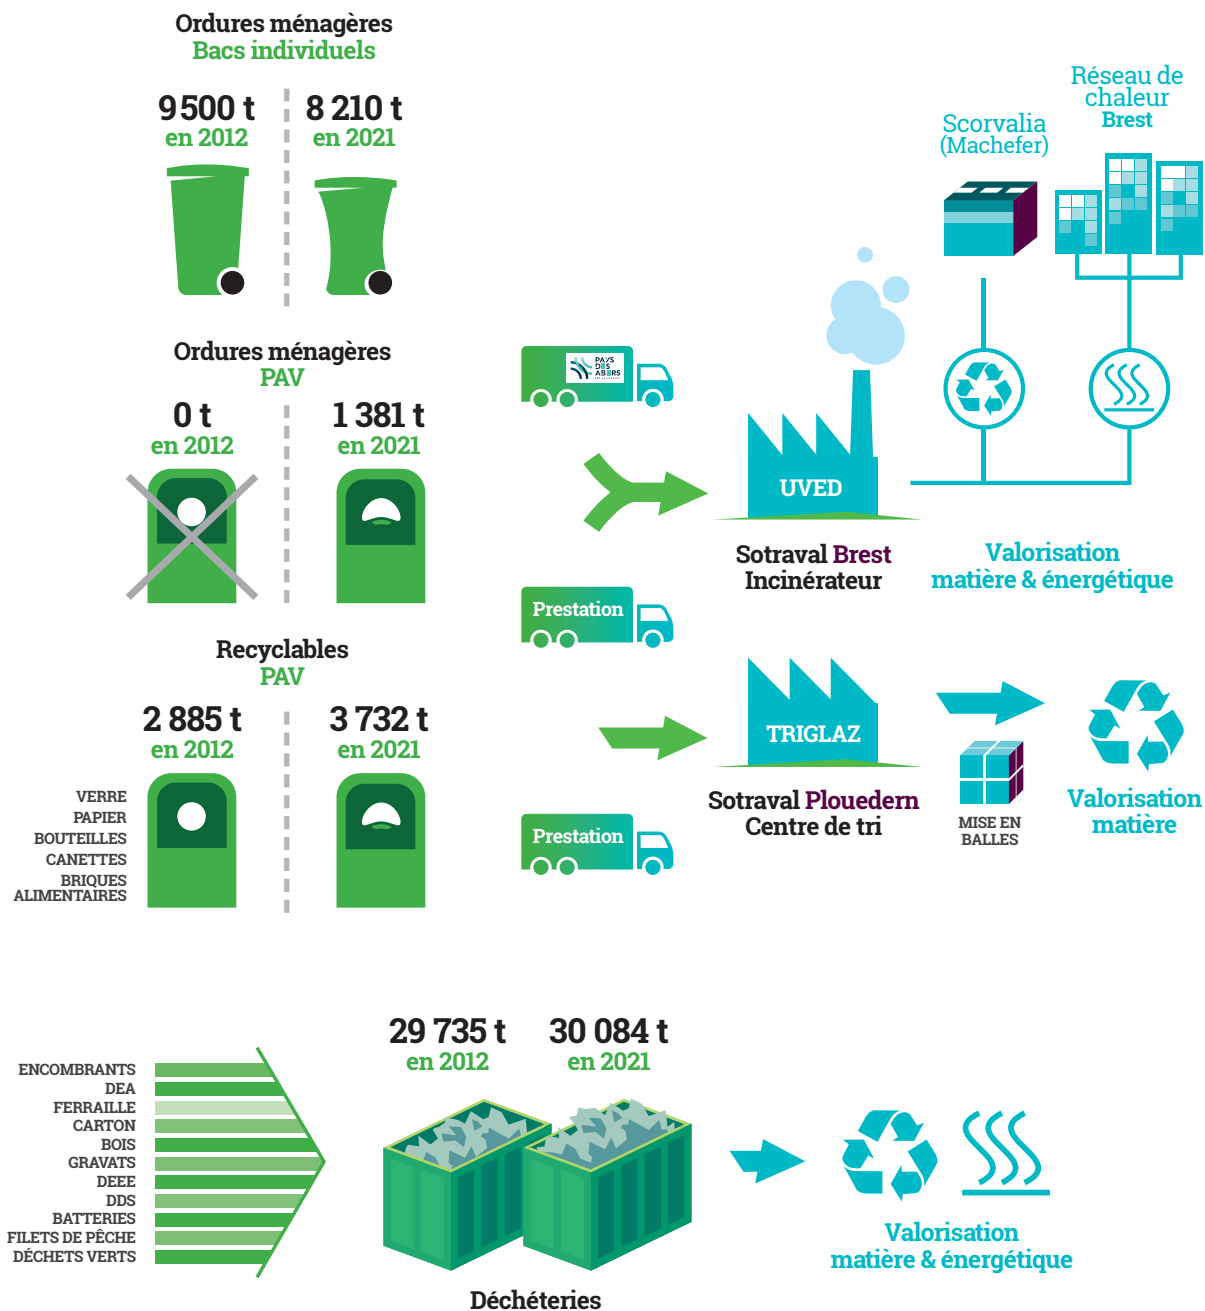 Ordures ménagères
Bacs individuels
9 500 t
en 2012
8 210 t
en 2021
Ordures ménagères
PAV
0 t
en 2012
1 381 t
en 2021
Recyclables
PAV
2 885 t
en 2012
3 732 t
en 2021
VERRE
PAPIER
BOUTEILLES
CANETTES
BRIQUES
ALIMENTAIRES
PAYS
DES
ABERS
Prestation
Prestation
UVED
Sotraval Brest
Incinérateur
Scorvalia
(Machefer)
Réseau de
chaleur
Brest
Valorisation
matière & énergétique
TRIGLAZ
Sotraval Plouedern
Centre de tri
MISE EN
BALLES
Valorisation
matière
ENCOMBRANTS
DEA
FERRAILLE
CARTON
BOIS
GRAVATS
DEEE
DDS
BATTERIES
FILETS DE PÊCHE
DÉCHETS VERTS
29 735 t
en 2012
30 084 t
en 2021
Déchéteries
Valorisation
matière & énergétique